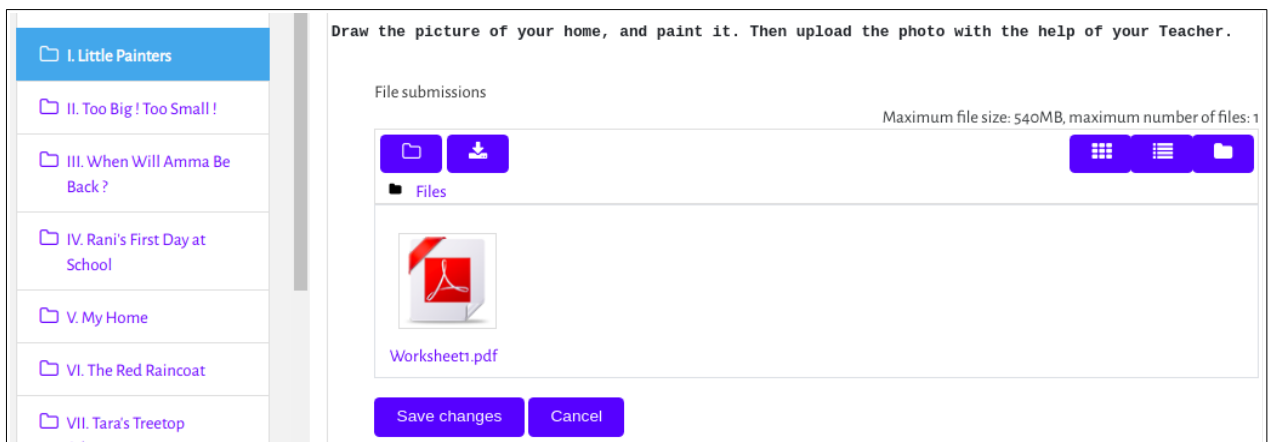 I. Little Painters
II. Too Big ! Too Small !
III. When Will Amma Be
Back ?
IV. Rani's First Day at
School
V. My Home
VI. The Red Raincoat
VII. Tara's Treetop
Draw the picture of your home, and paint it. Then upload the photo with the help of your Teacher.
File submissions
Maximum file size: 540MB, maximum number of files: 1
Files
Worksheet1.pdf
Save changes
Cancel